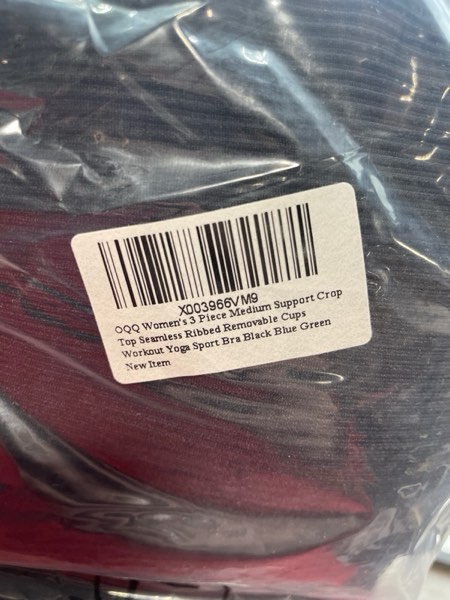 X003966VM9
OQQ Women's 3 Piece Medium Support Crop
Top Seamless Ribbed Removable Cups
Workout Yoga Sport Bra Black Blue Green
New Item